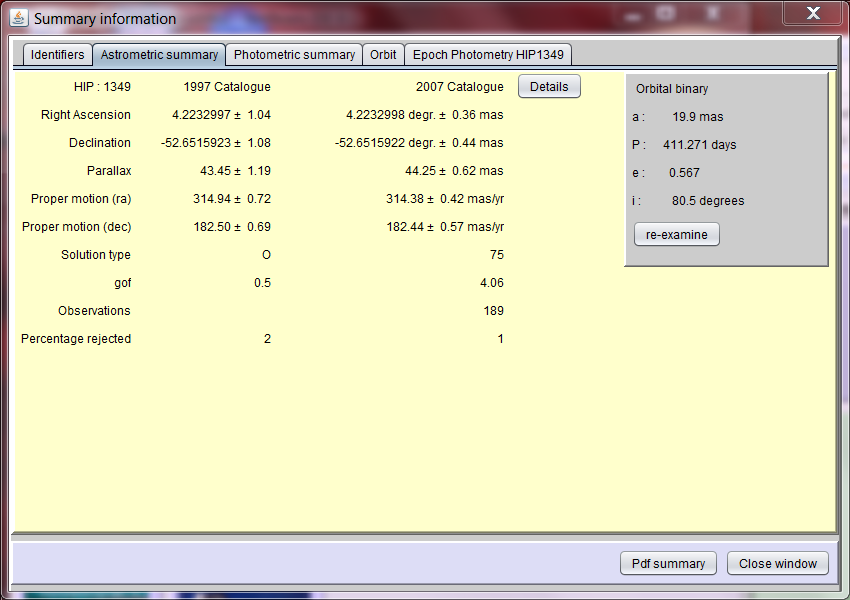 Summary information
Identifiers Astrometric summary Photometric summary Orbit Epoch Photometry HIP1349
HIP : 1349 1997 Catalogue 2007 Catalogue Details
Right Ascension 4.2232997 ± 1.04 4.2232998 degr. ± 0.36 mas
Declination -52.6515923 ± 1.08 -52.6515922 degr. ± 0.44 mas
Parallax 43.45 ± 1.19 44.25 ± 0.62 mas
Proper motion (ra) 314.94 ± 0.72 314.38 ± 0.42 mas/yr
Proper motion (dec) 182.50 ± 0.69 182.44 ± 0.57 mas/yr
Solution type O 75
gof 0.5 4.06
Observations 189
Percentage rejected 2 1
Orbital binary
a : 19.9 mas
P : 411.271 days
e : 0.567
i : 80.5 degrees
re-examine
Pdf summary Close window